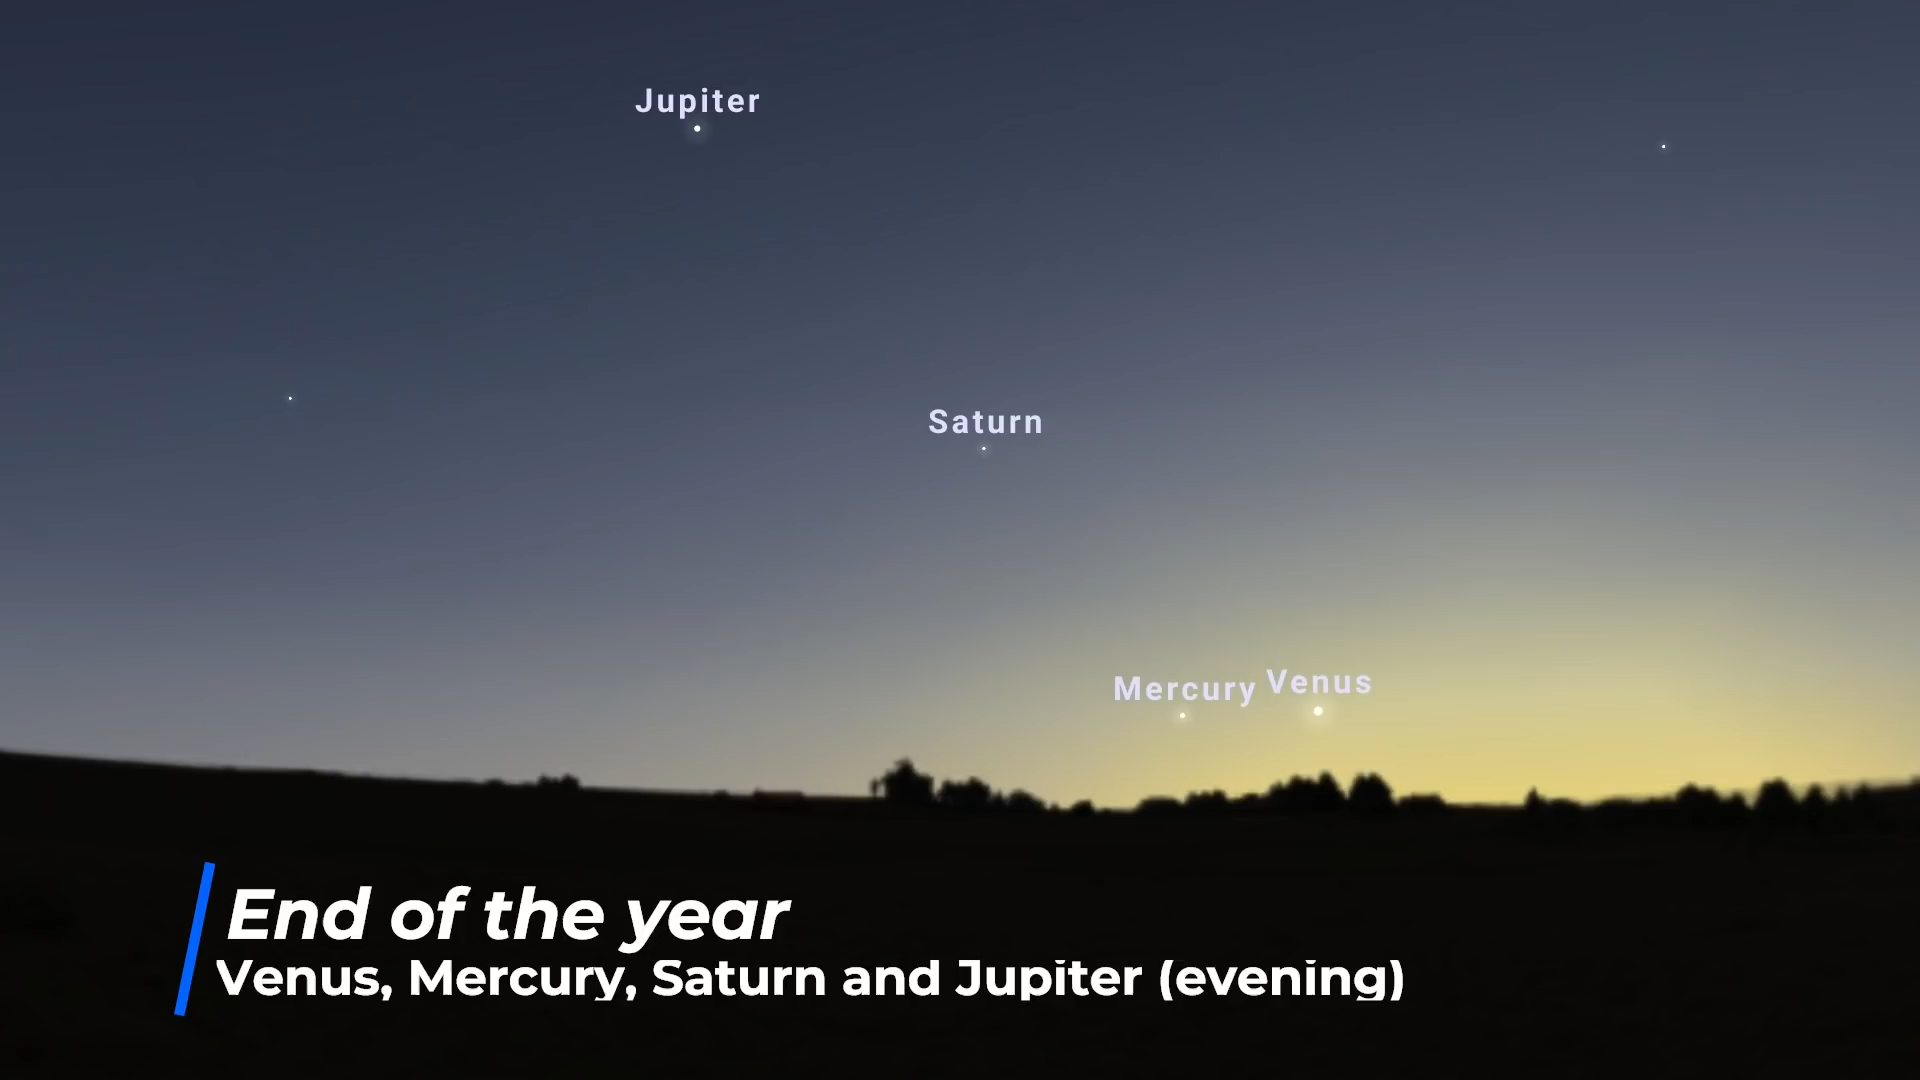 Jupiter
Saturn
Mercury Venus
End of the year
Venus, Mercury, Saturn and Jupiter (evening)